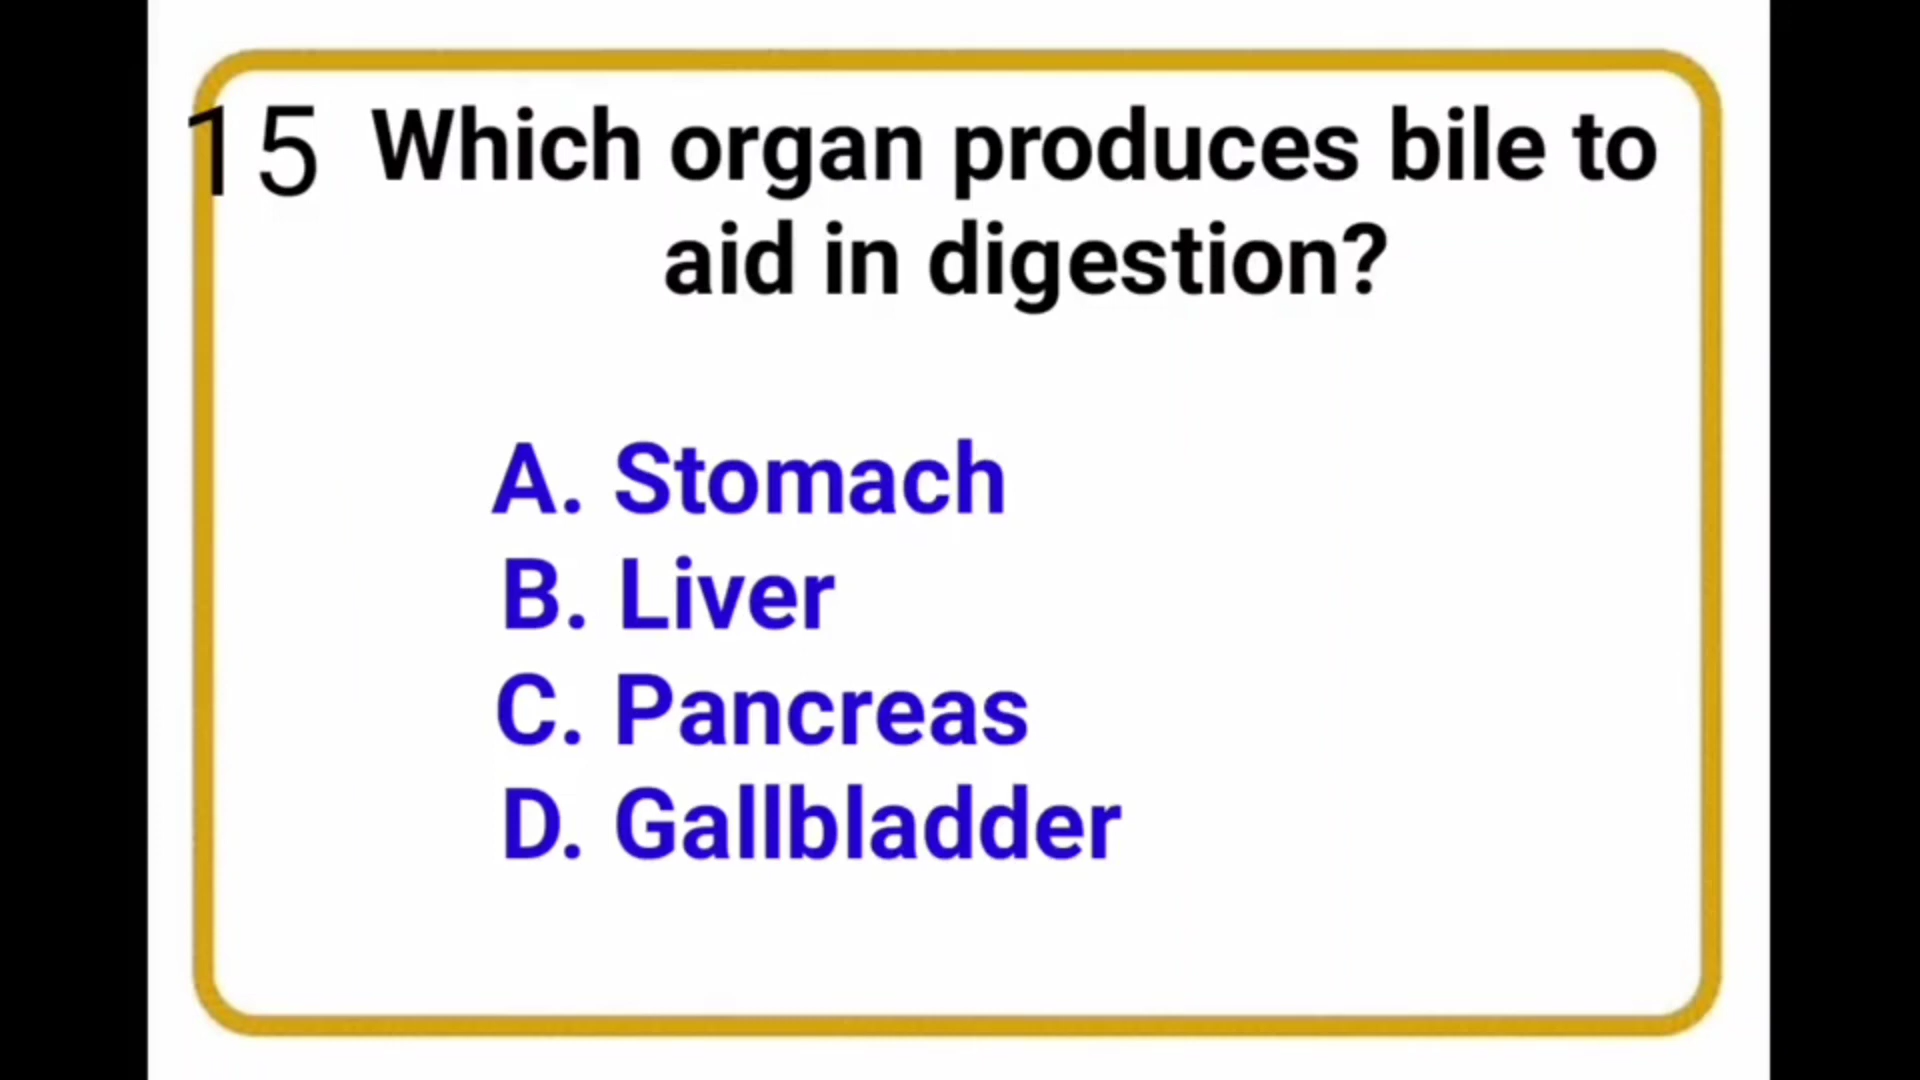 15 Which organ produces bile to
aid in digestion?
A. Stomach
B. Liver
C. Pancreas
D. Gallbladder